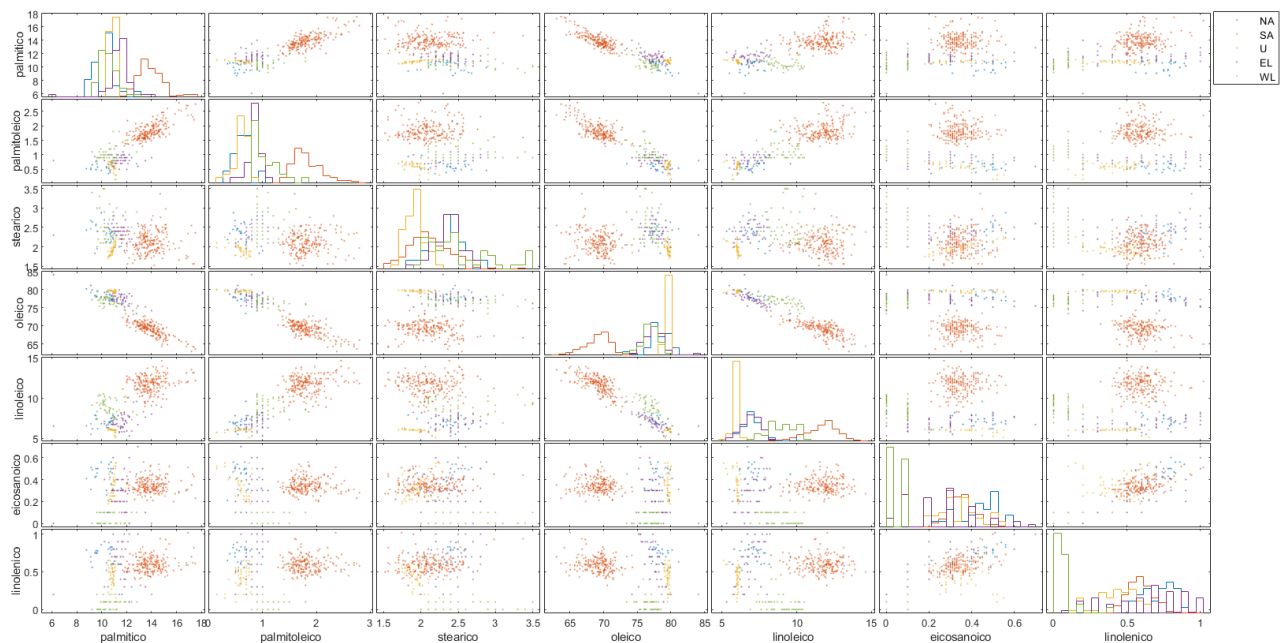 18
16
14
12
10
8
6
palmitico
NA
SA
U
EL
WL
2.5
2
1.5
1
0.5
palmitoleico
3.5
3
2.5
2
1.5
stearico
85
80
75
70
65
oleico
15
10
5
linoleico
0.6
0.4
0.2
0
eicosanoico
1
0.5
0
linolenico
6 8 10 12 14 16 18
1 2 3
1.5 2 2.5 3 3.5
65 70 75 80 85
5 10 15
0 0.2 0.4 0.6
0 0.5 1
palmitico palmitoleico stearico oleico linoleico eicosanoico linolenico